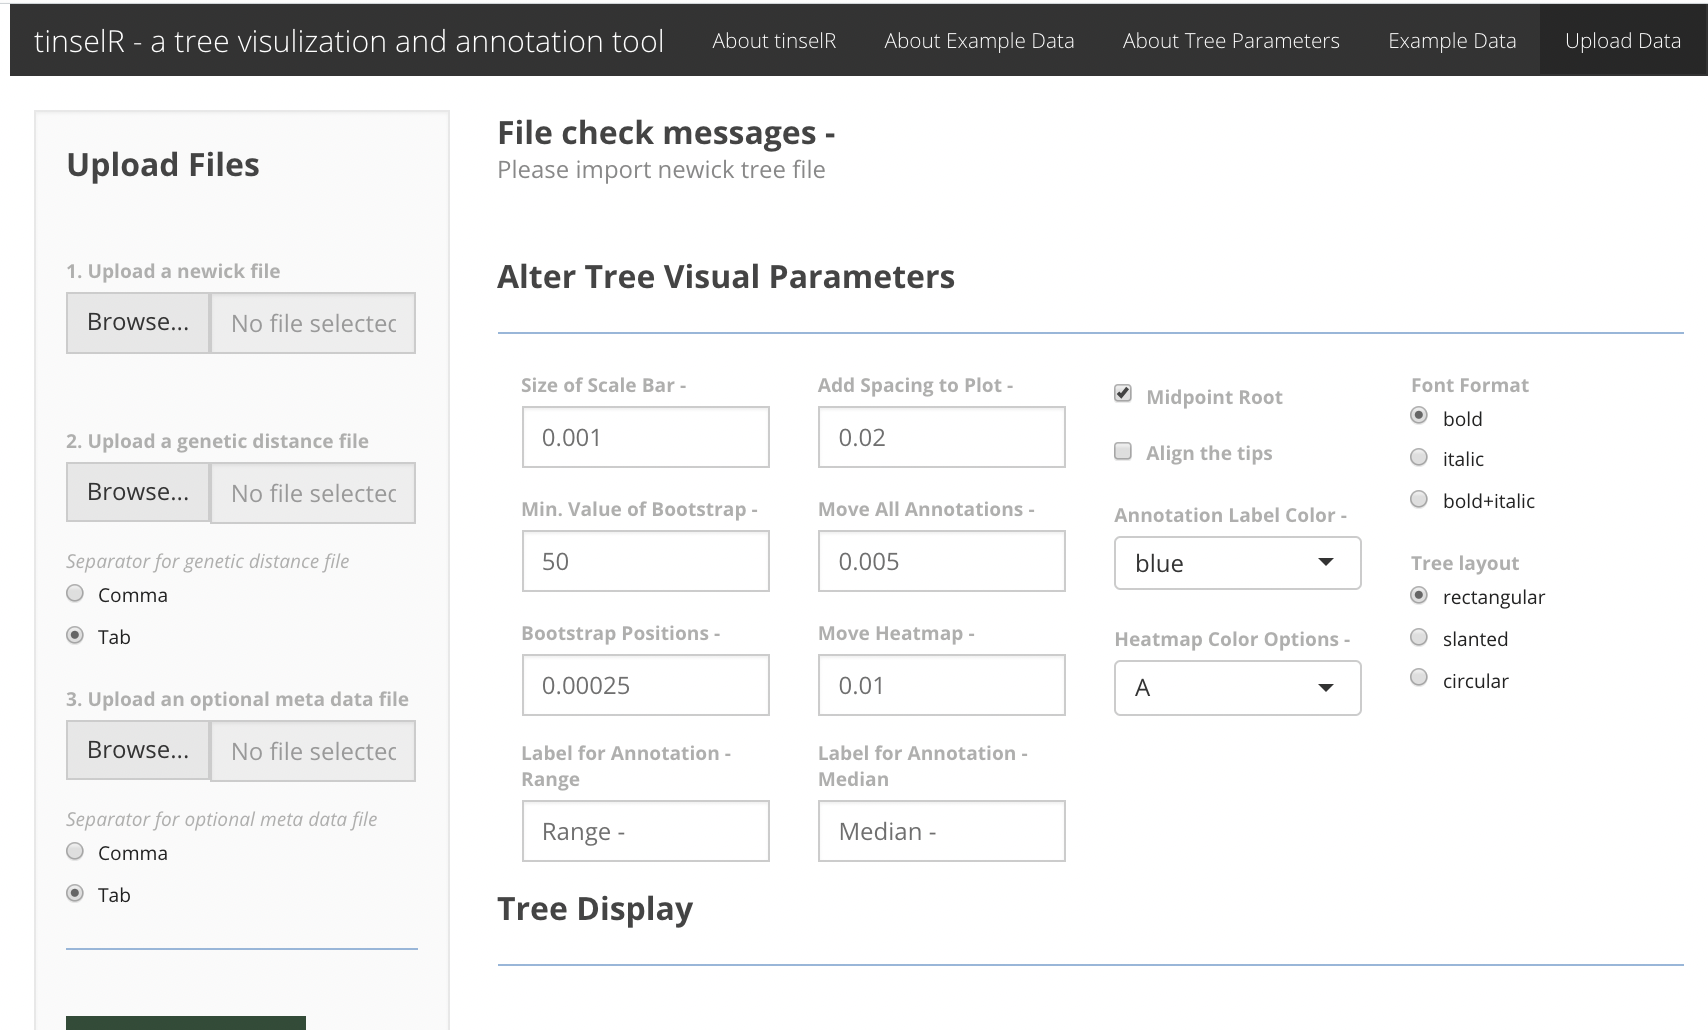 tinselR - a tree visulization and annotation tool
About tinselR
About Example Data
About Tree Parameters
Example Data
Upload Data
Upload Files
1. Upload a newick file
Browse...
No file selected
2. Upload a genetic distance file
Browse...
No file selected
Separator for genetic distance file
Comma
Tab
3. Upload an optional meta data file
Browse...
No file selected
Separator for optional meta data file
Comma
Tab
File check messages -
Please import newick tree file
Alter Tree Visual Parameters
Size of Scale Bar -
0.001
Min. Value of Bootstrap -
50
Bootstrap Positions -
0.00025
Label for Annotation -
Range
Range -
Add Spacing to Plot -
0.02
Move All Annotations -
0.005
Move Heatmap -
0.01
Label for Annotation -
Median
Median -
Midpoint Root
Align the tips
Annotation Label Color -
blue
Heatmap Color Options -
A
Font Format
bold
italic
bold+italic
Tree layout
rectangular
slanted
circular
Tree Display